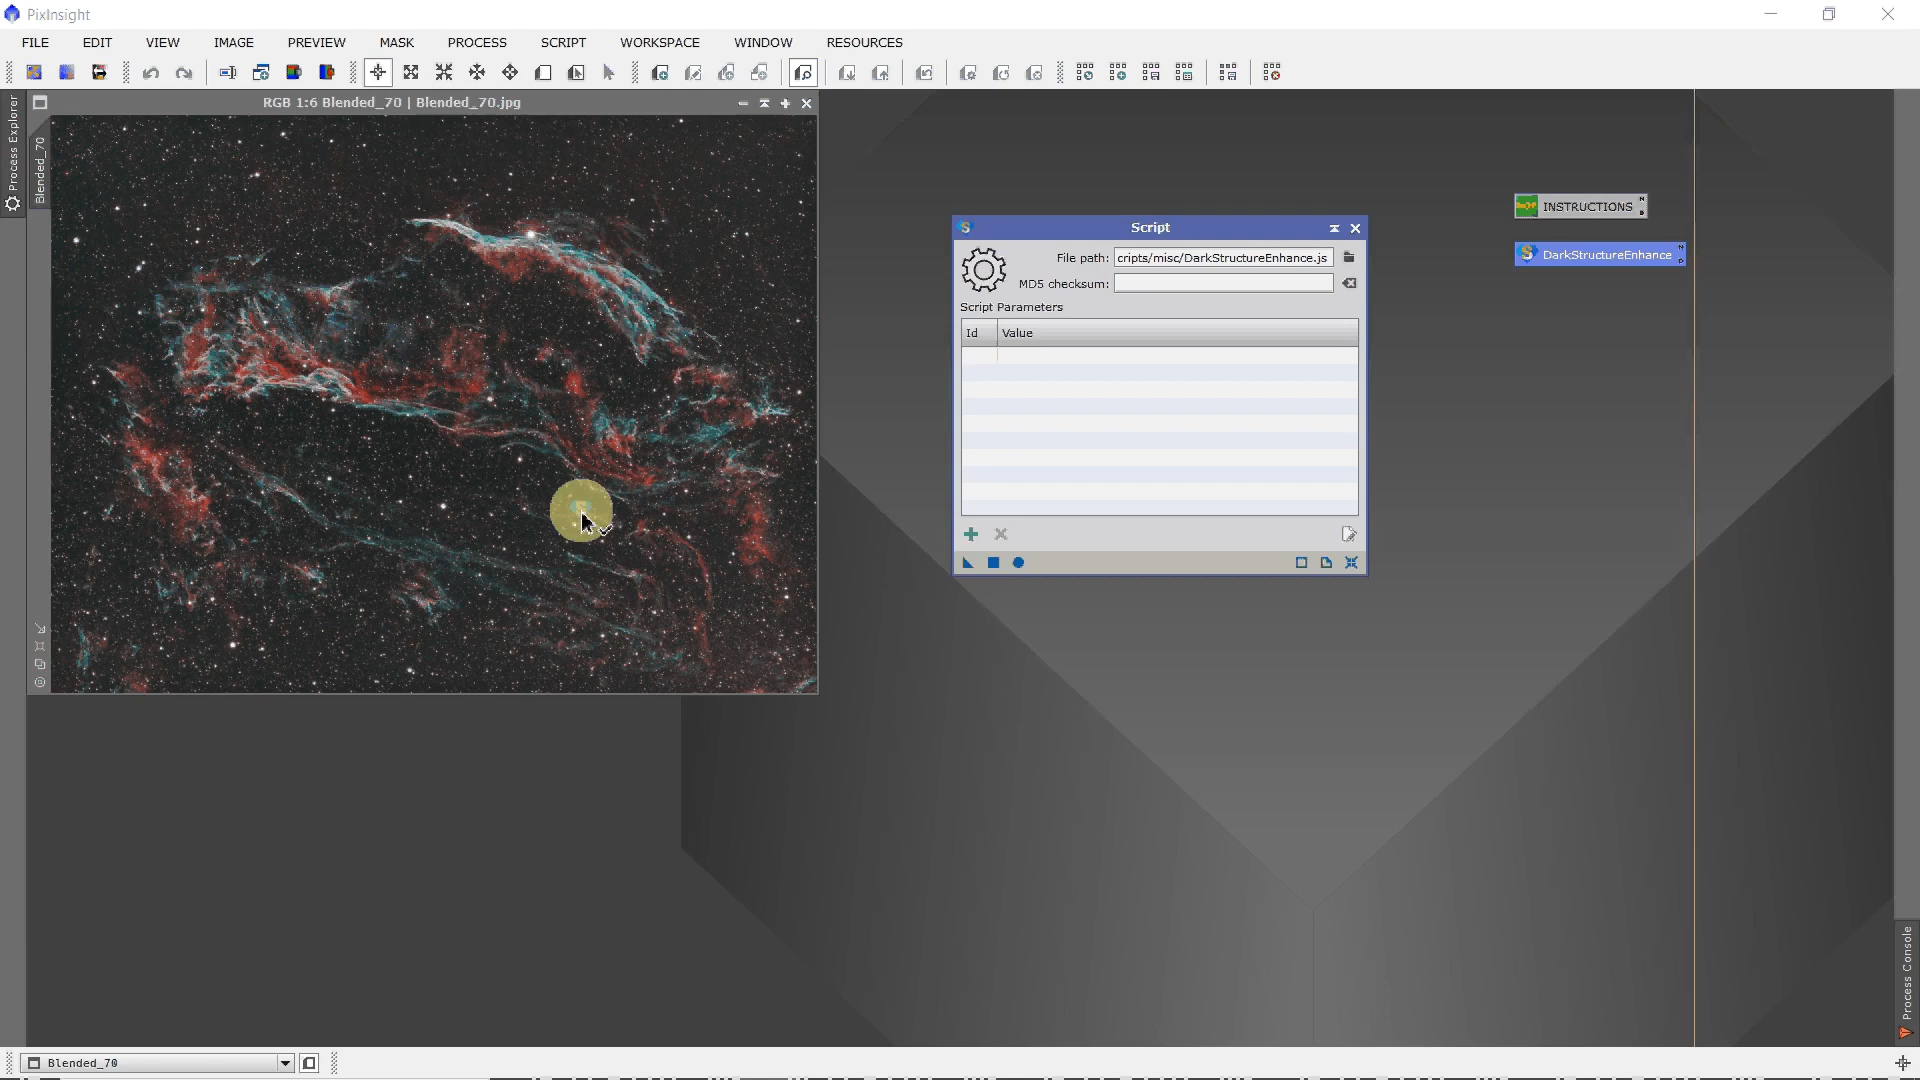 PixInsight
FILE EDIT VIEW IMAGE PREVIEW MASK PROCESS SCRIPT WORKSPACE WINDOW RESOURCES
Process Explorer
RGB 1:6 Blended_70 | Blended_70.jpg
Blended_70
Script
File path: cripts/misc/DarkStructureEnhance.js
MD5 checksum:
Script Parameters
Id Value
INSTRUCTIONS
DarkStructureEnhance
Process Console
Blended_70